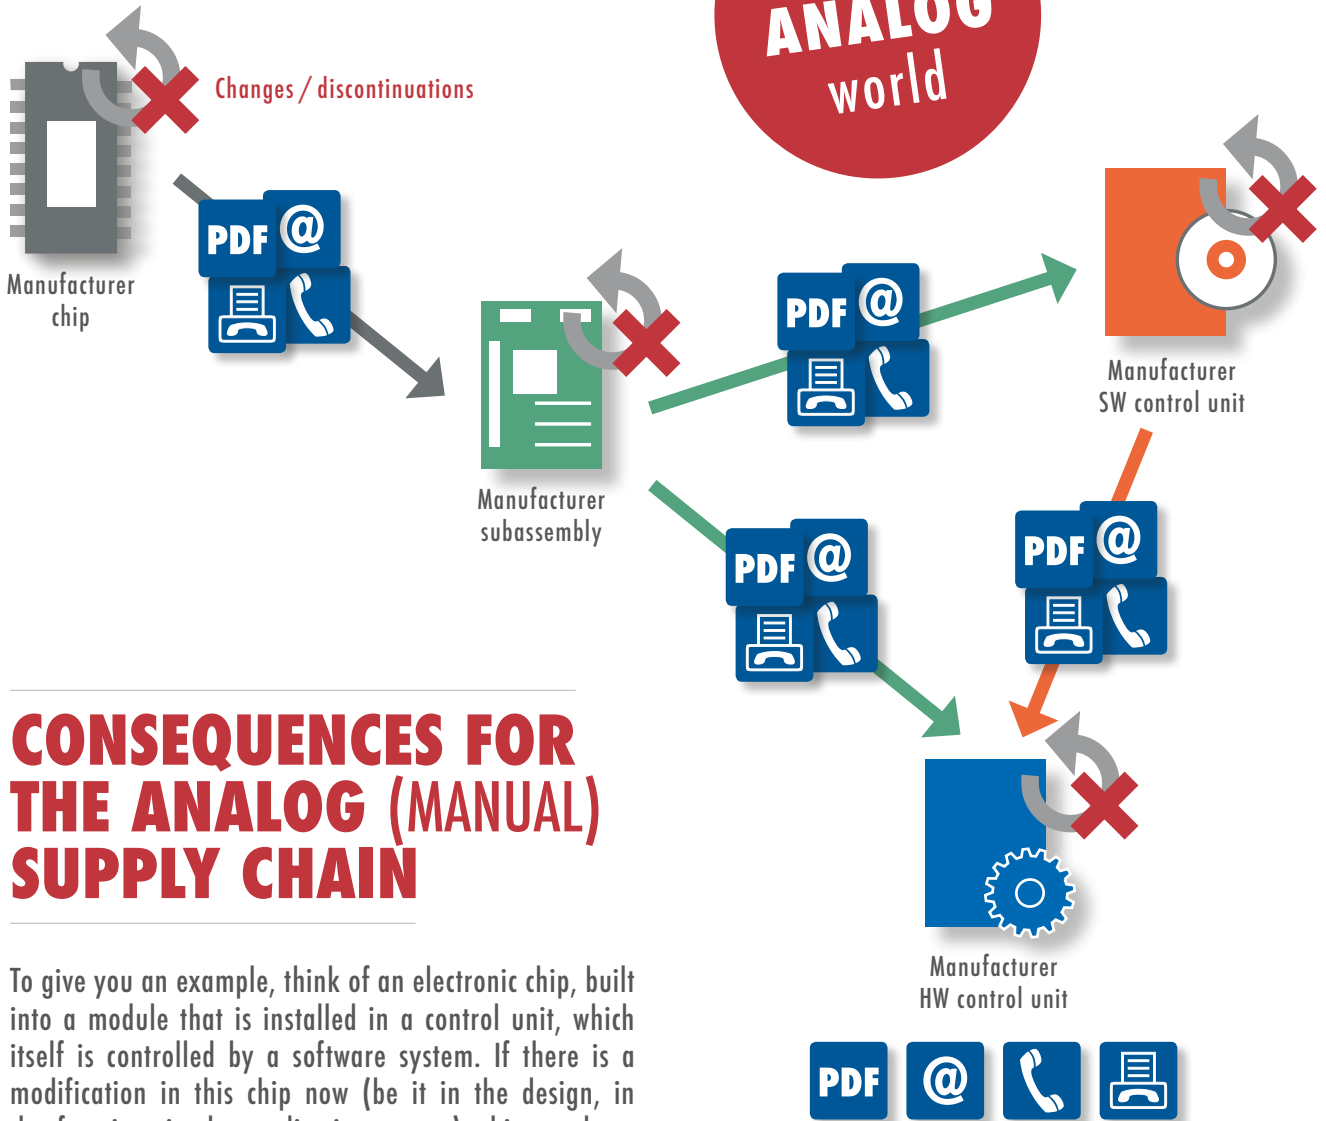 ANALOG
world
Changes / discontinuations
Manufacturer
chip
PDF
@
PDF
@
Manufacturer
SW control unit
Manufacturer
subassembly
PDF
@
PDF
@
CONSEQUENCES FOR
THE ANALOG (MANUAL)
SUPPLY CHAIN
Manufacturer
HW control unit
To give you an example, think of an electronic chip, built
into a module that is installed in a control unit, which
itself is controlled by a software system. If there is a
modification in this chip now (be it in the design, in
PDF
@